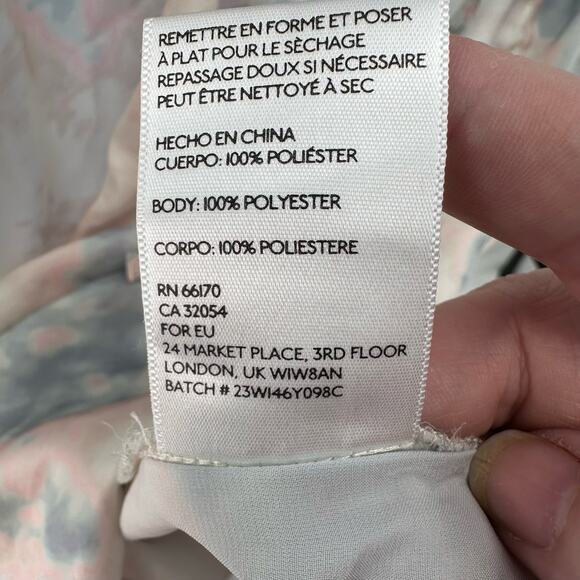 REMETTRE EN FORME ET POSER
À PLAT POUR LE SÈCHAGE
REPASSAGE DOUX SI NÉCESSAIRE
PEUT ÊTRE NETTOYÉ À SEC
HECHO EN CHINA
CUERPO: 100% POLIÉSTER
BODY: 100% POLYESTER
CORPO: 100% POLIESTERE
RN 66170
CA 32054
FOR EU
24 MARKET PLACE, 3RD FLOOR
LONDON, UK W1W8AN
BATCH # 23W146Y098C